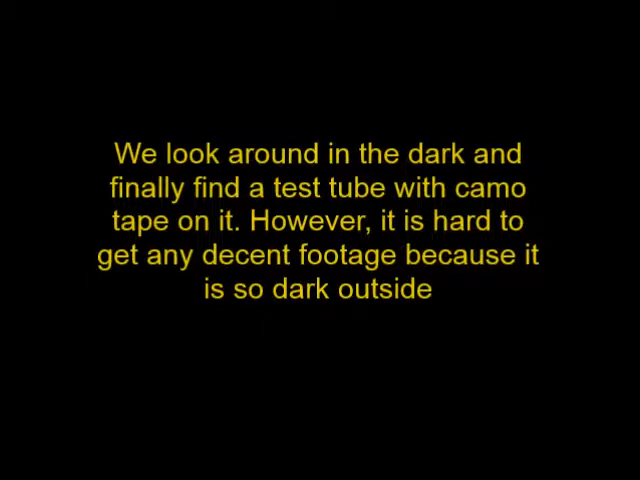 We look around in the dark and
finally find a test tube with camo
tape on it. However, it is hard to
get any decent footage because it
is so dark outside